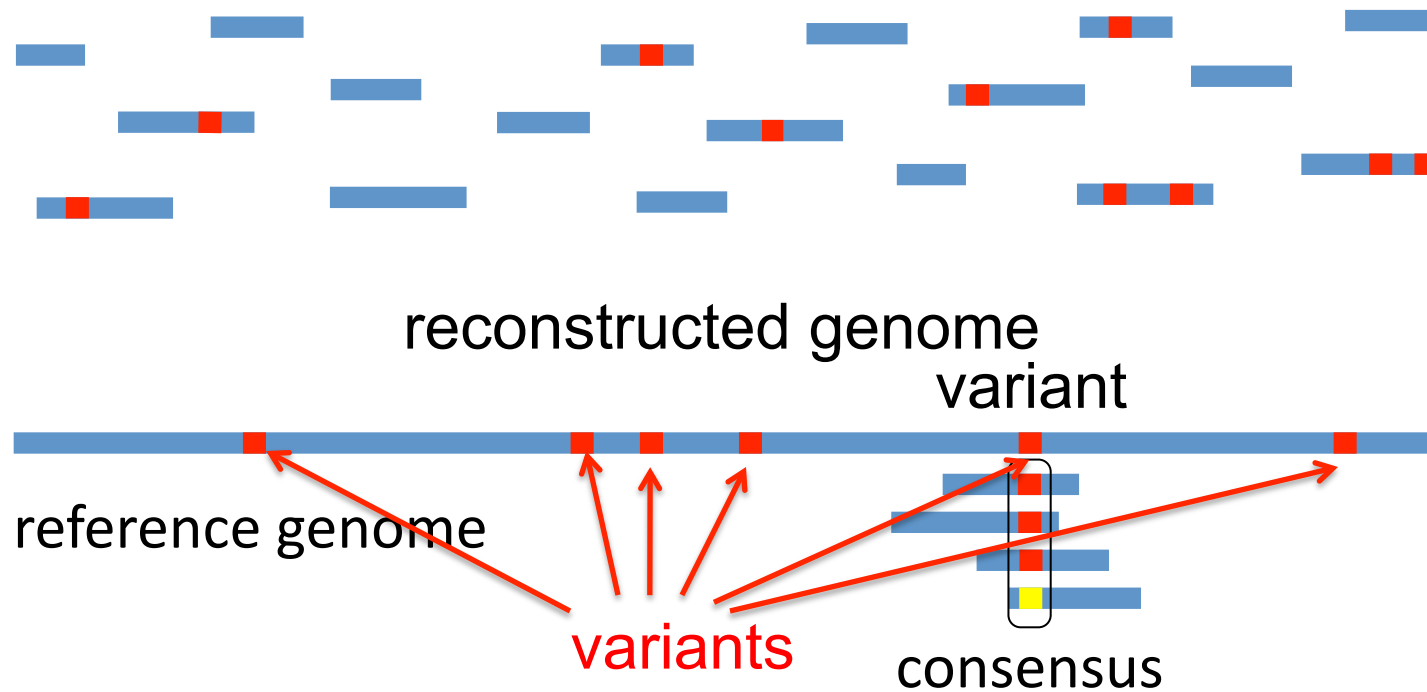 reconstructed genome
variant
reference genome
variants
consensus